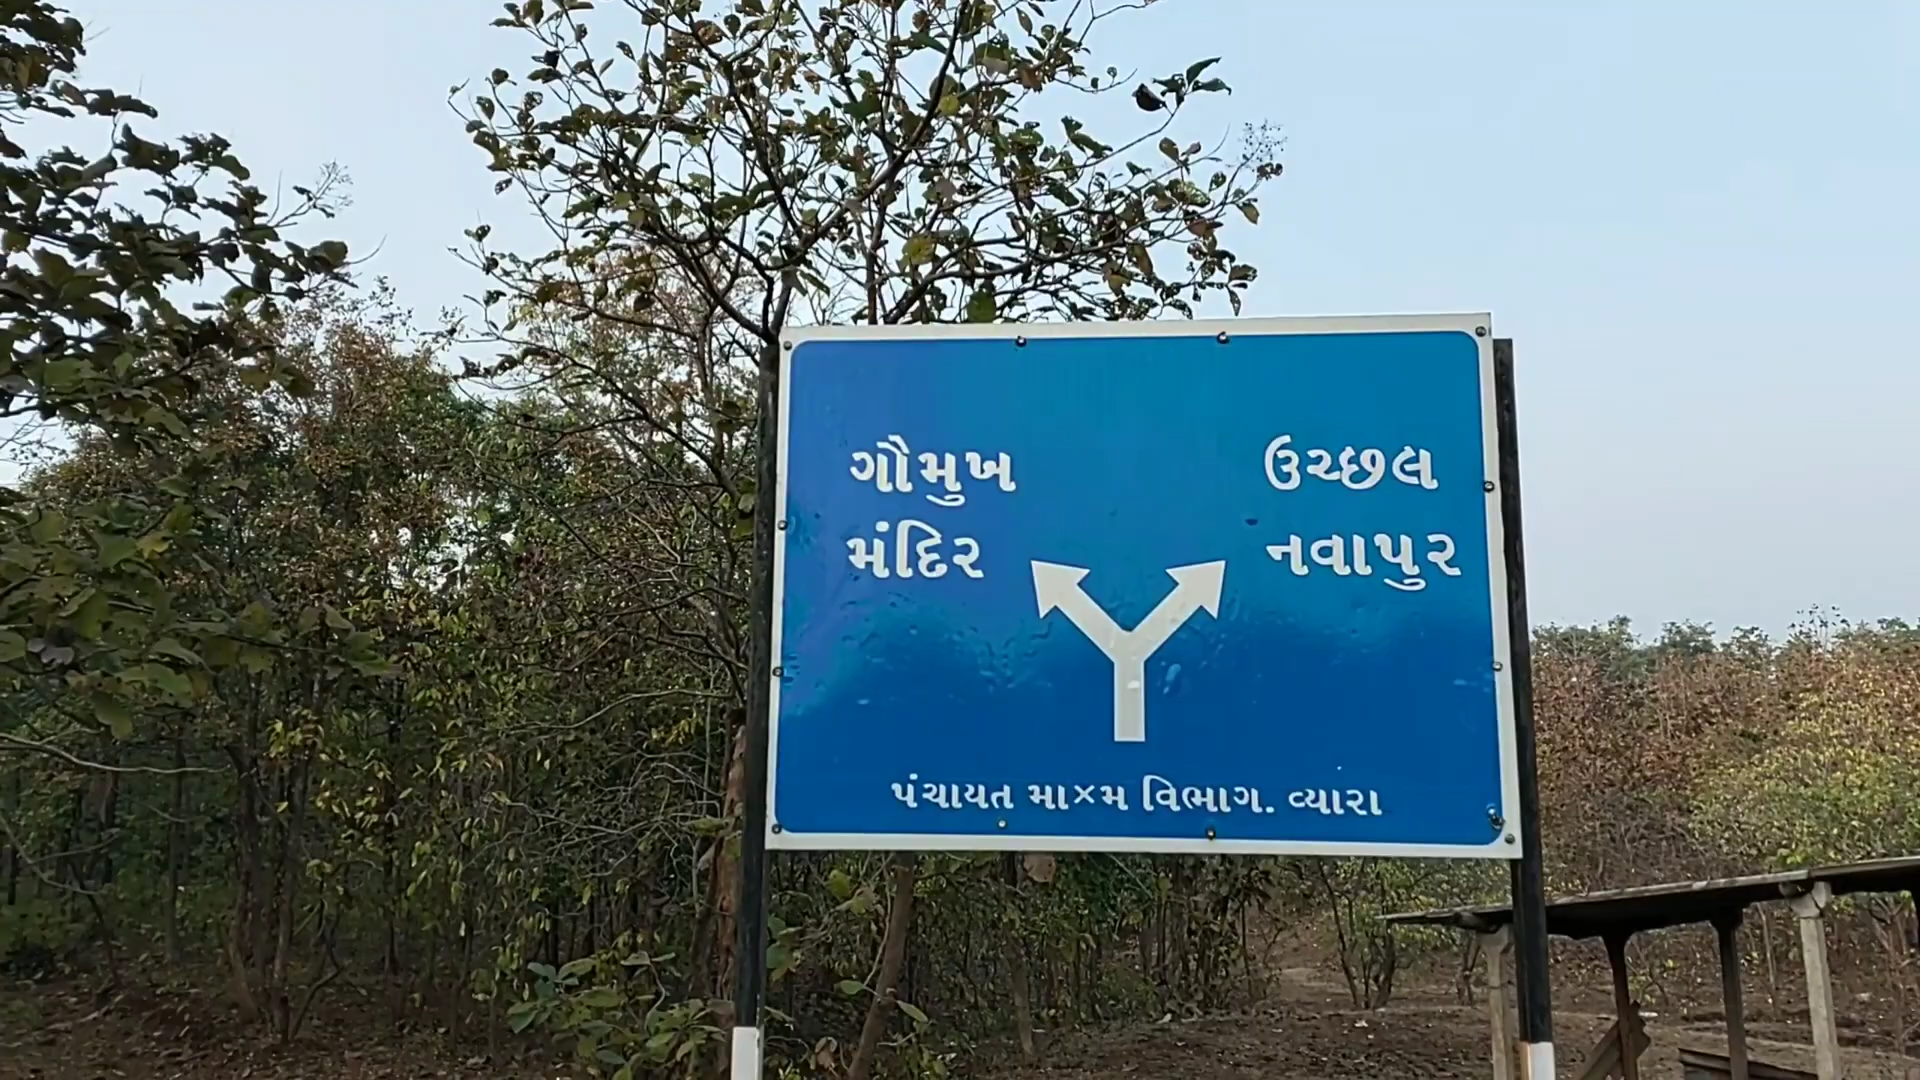 ગૌમુખ
મંદિર
ઉચ્છલ
નવાપુર
પંચાયત મા×મ વિભાગ. વ્યારા